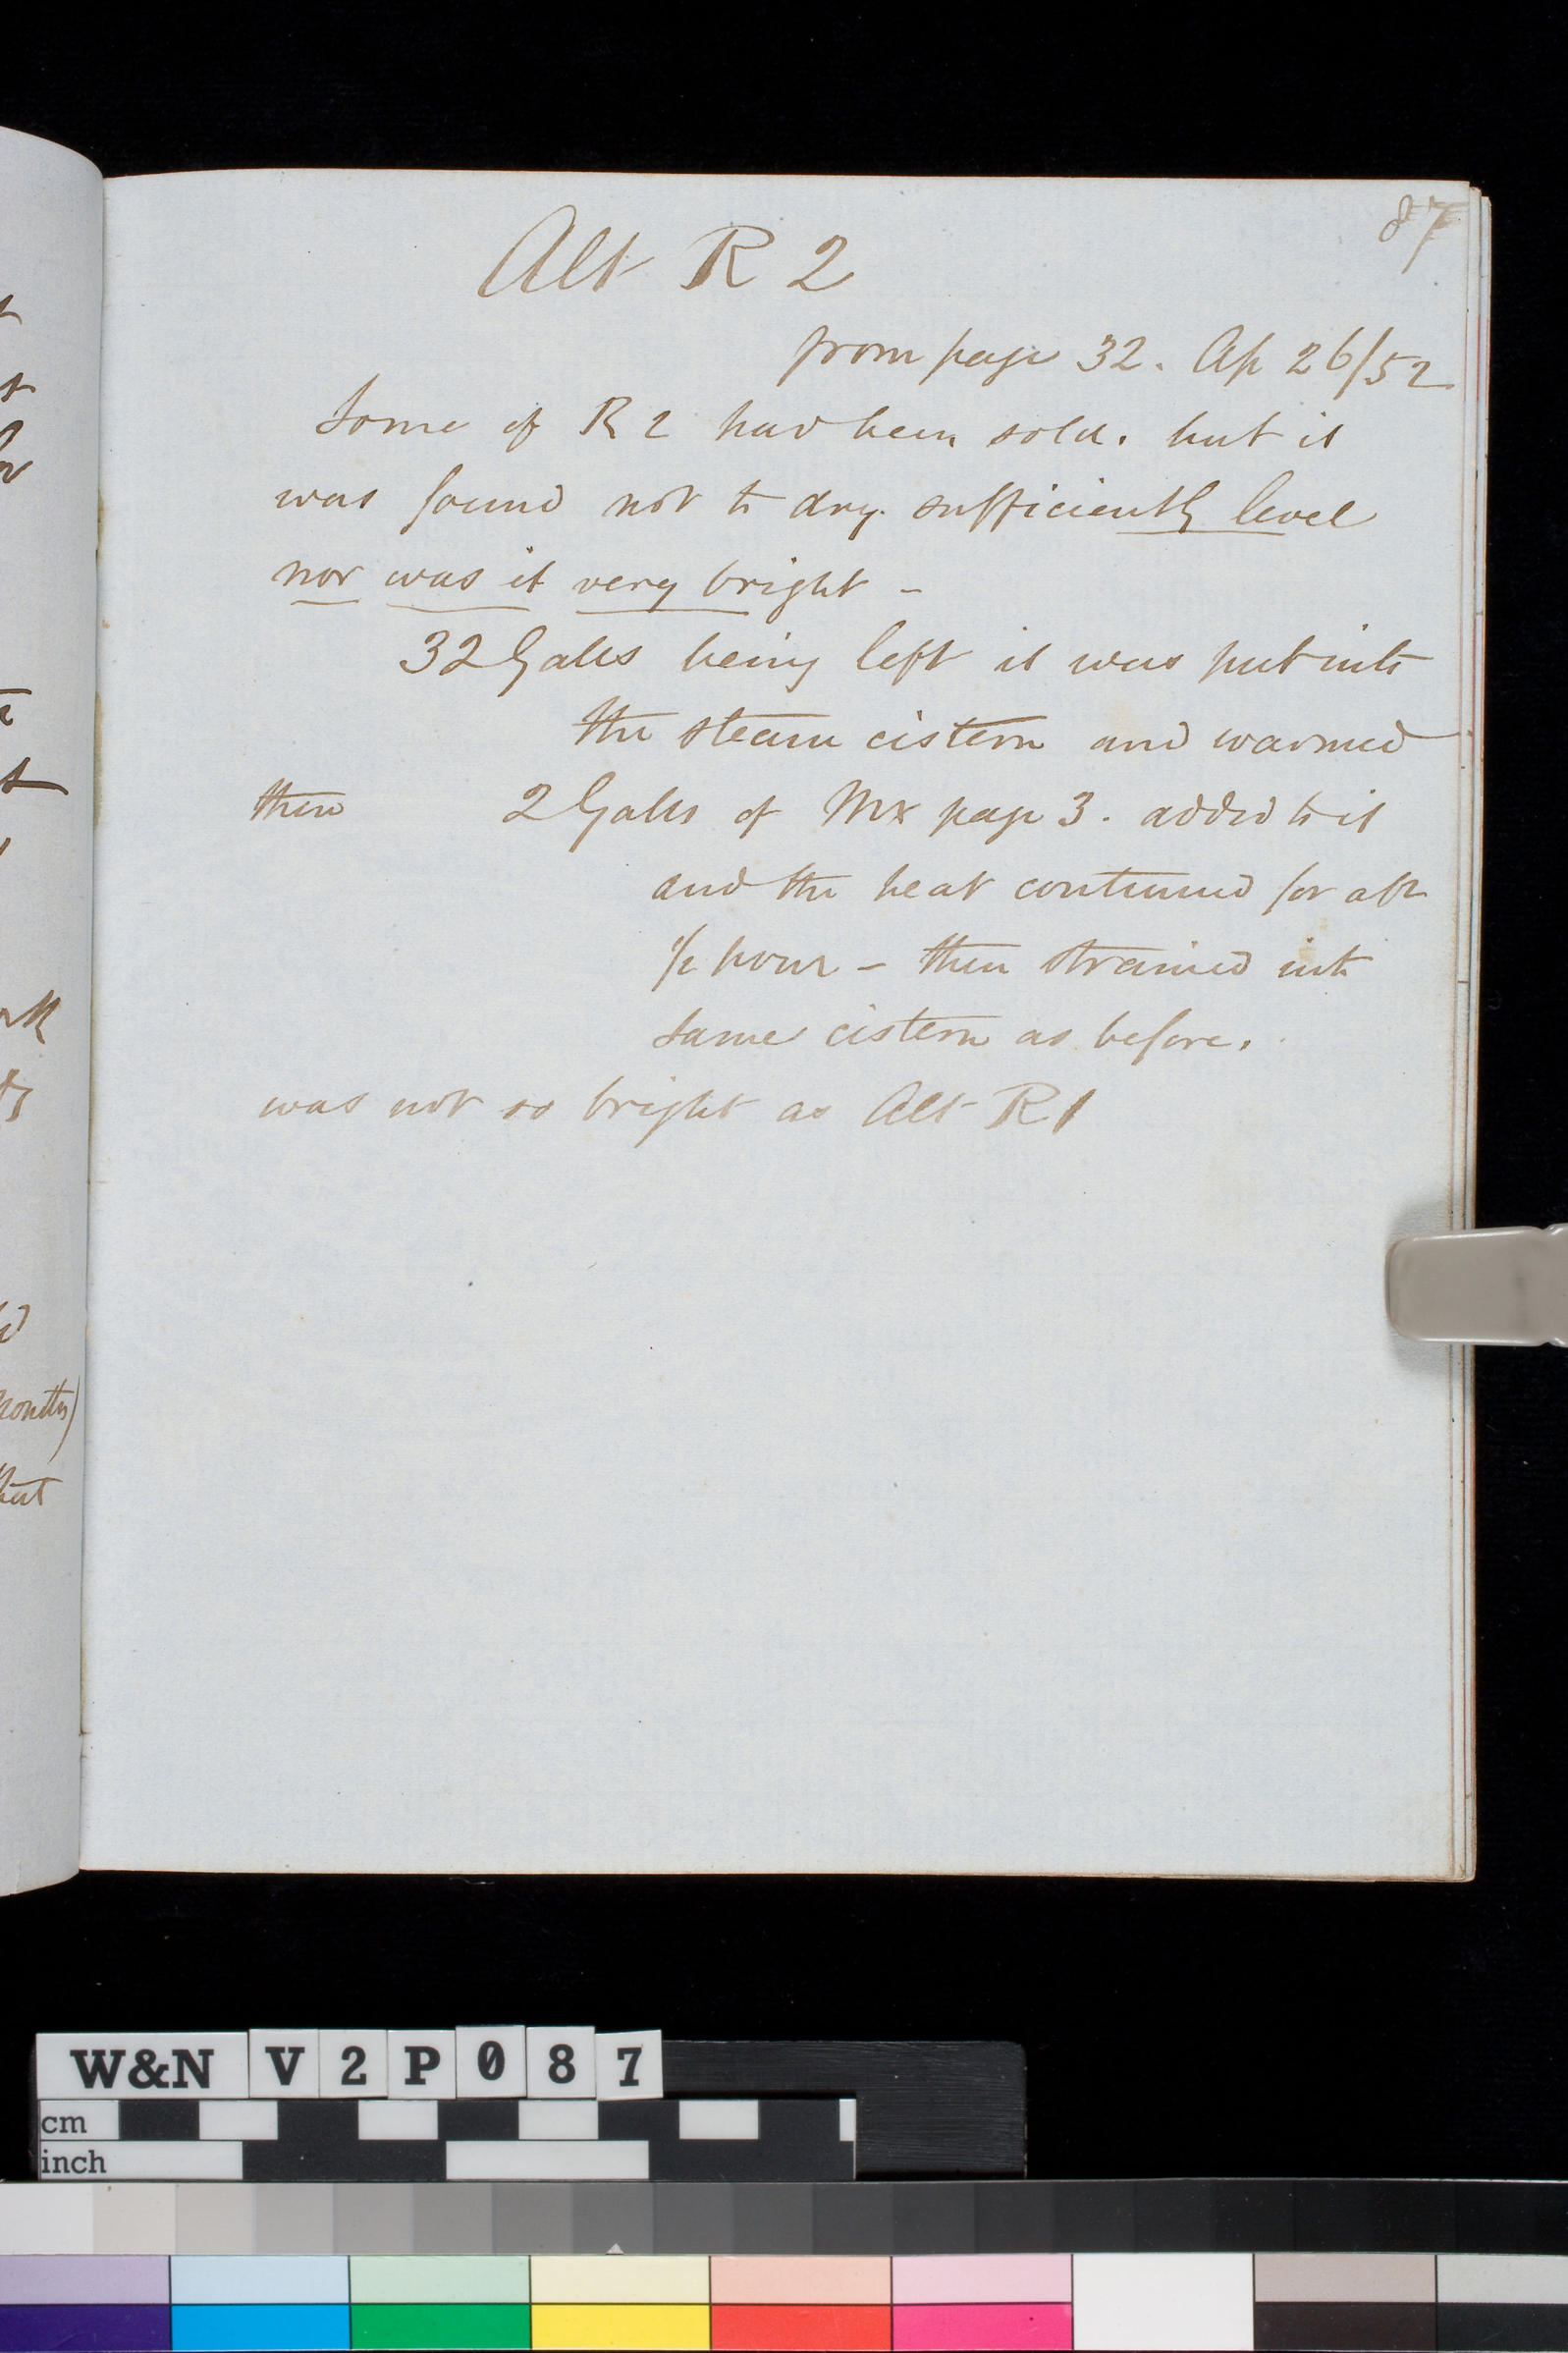 87
Alt R 2
from page 32. Ap 26/52
Some of R 2 had been sold. but it
was found not to dry. sufficiently level
nor was it very bright -
32 Galls being left it was put into
the steam cistern and warmed
then 2 Galls of Mx page 3. added to it
and the heat continued for abt
1/2 hour - then strained into
same cistern as before.
was not so bright as Alt R 1
W&N V2P087
cm
inch